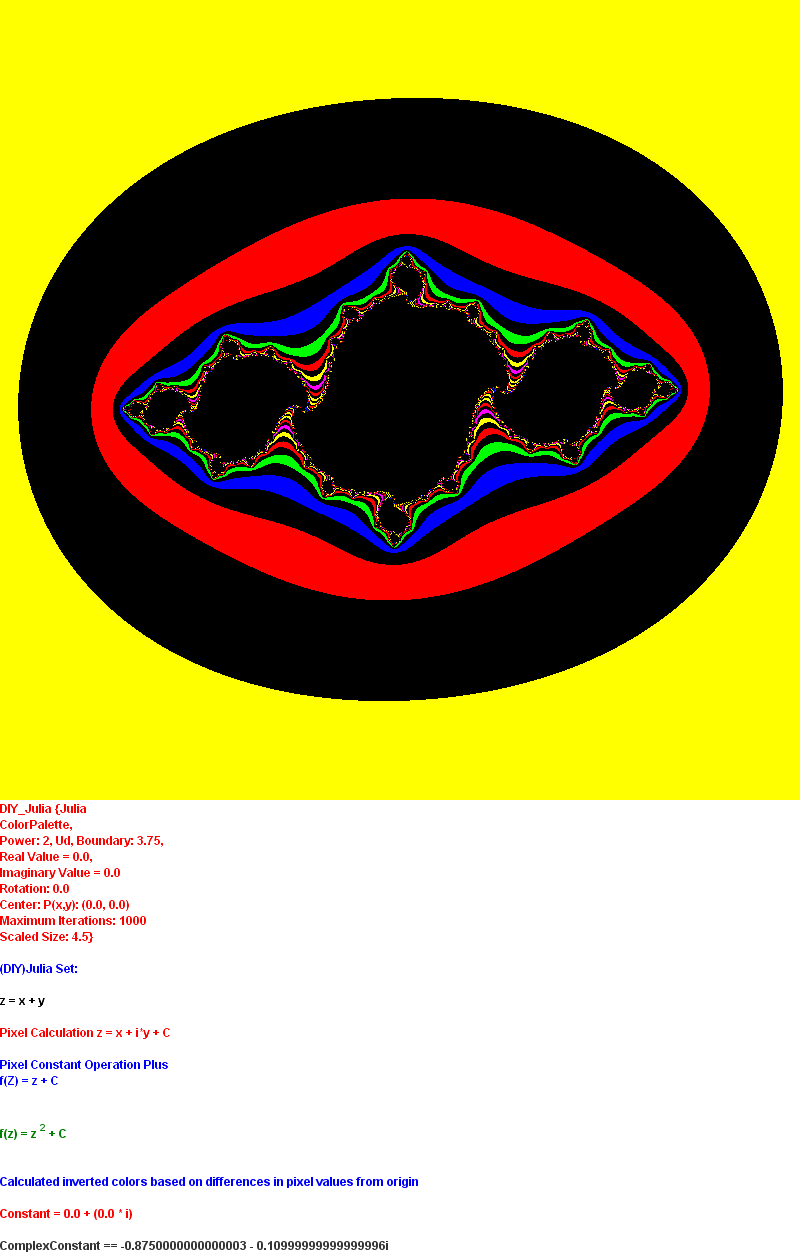 DIY_Julia {Julia
ColorPalette,
Power: 2, Ud, Boundary: 3.75,
Real Value = 0.0,
Imaginary Value = 0.0
Rotation: 0.0
Center: P(x,y): (0.0, 0.0)
Maximum Iterations: 1000
Scaled Size: 4.5}
(DIY)Julia Set:
z = x + y
Pixel Calculation z = x + i*y + C
Pixel Constant Operation Plus
f(Z) = z + C
f(z) = z 2 + C
Calculated inverted colors based on differences in pixel values from origin
Constant = 0.0 + (0.0 * i)
ComplexConstant == -0.8750000000000003 - 0.10999999999999996i